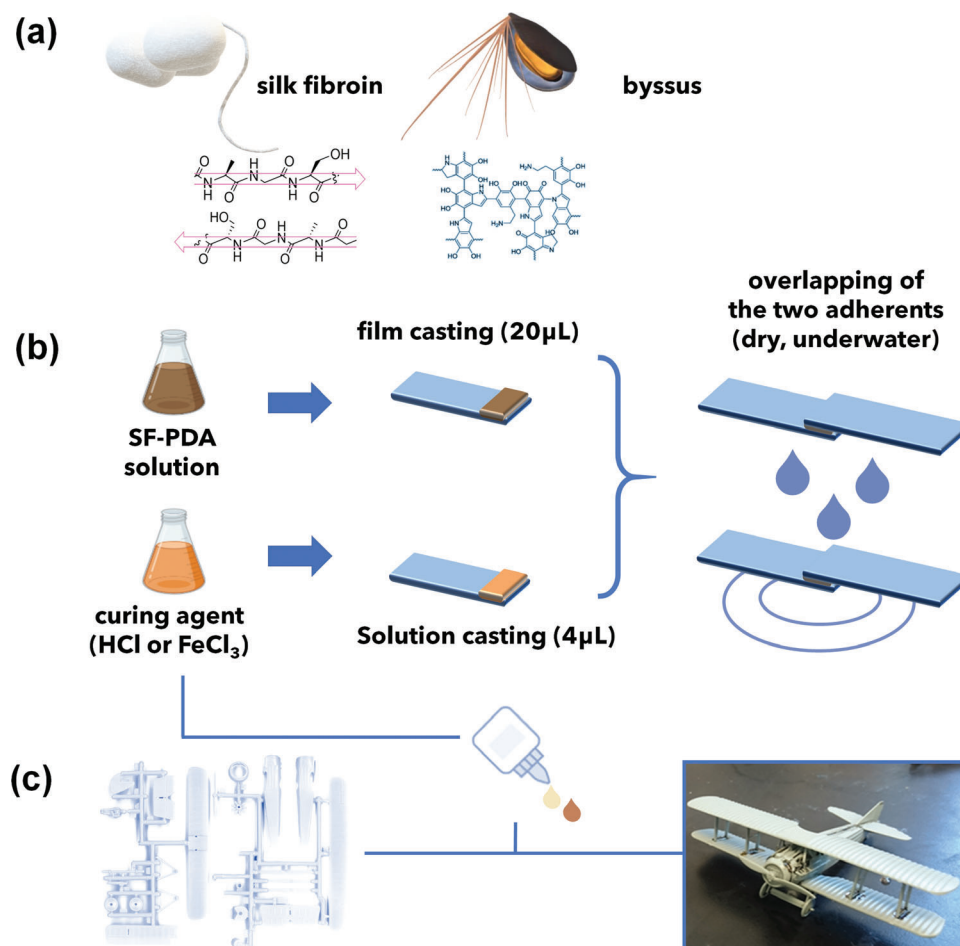 (a)
silk fibroin
byssus
(b)
film casting (20µL)
overlapping of
the two adherents
(dry, underwater)
SF-PDA
solution
curing agent
(HCl or FeCl₃)
Solution casting (4µL)
(c)